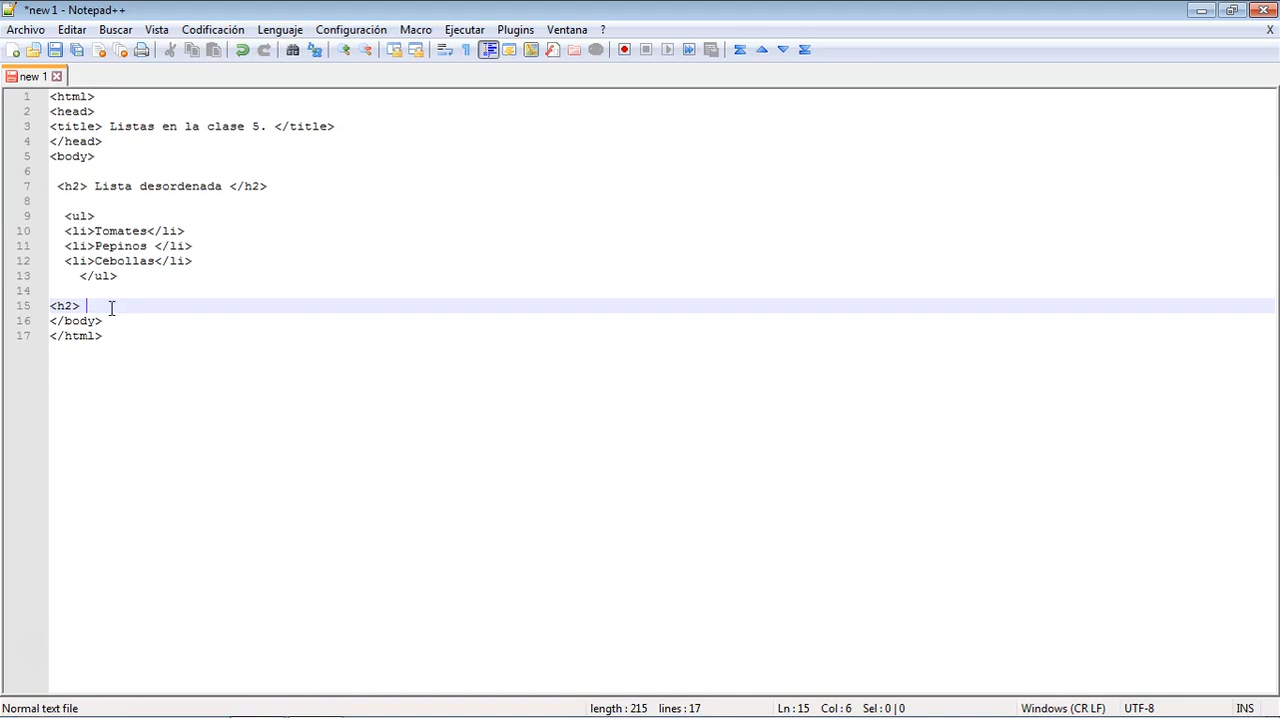 *new 1 - Notepad++
Archivo Editar Buscar Vista Codificación Lenguaje Configuración Macro Ejecutar Plugins Ventana ? X
new 1
1 <html>
2 <head>
3 <title> Listas en la clase 5. </title>
4 </head>
5 <body>
6
7 <h2> Lista desordenada </h2>
8
9 <ul>
10 <li>Tomates</li>
11 <li>Pepinos </li>
12 <li>Cebollas</li>
13 </ul>
14
15 <h2>
16 </body>
17 </html>
Normal text file length : 215 lines : 17 Ln : 15 Col : 6 Sel : 0 | 0 Windows (CR LF) UTF-8 INS